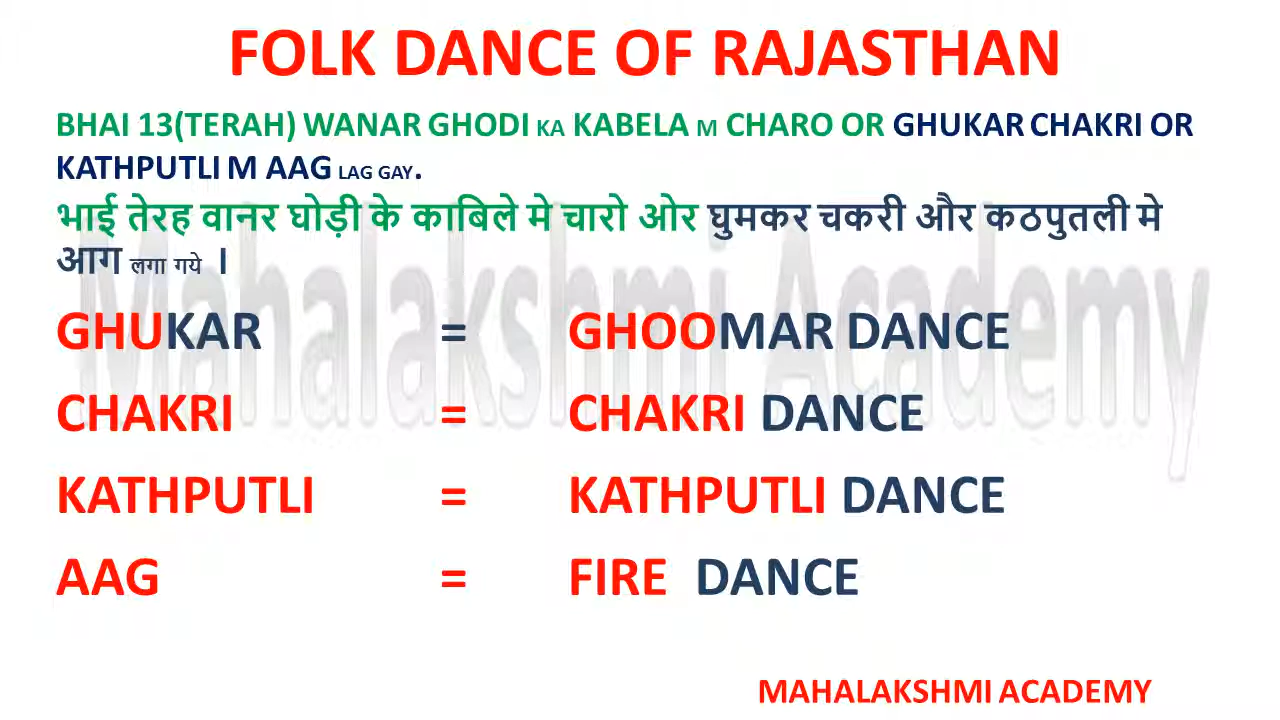 FOLK DANCE OF RAJASTHAN
BHAI 13(TERAH) WANAR GHODI KA KABELA M CHARO OR GHUKAR CHAKRI OR
KATHPUTLI M AAG LAG GAY.
भाई तेरह वानर घोड़ी के काबिले मे चारो ओर घुमकर चकरी और कठपुतली मे
आग लगा गये ।
GHUKAR = GHOOMAR DANCE
CHAKRI = CHAKRI DANCE
KATHPUTLI = KATHPUTLI DANCE
AAG = FIRE DANCE
MAHALAKSHMI ACADEMY
Mahalakshmi Academy